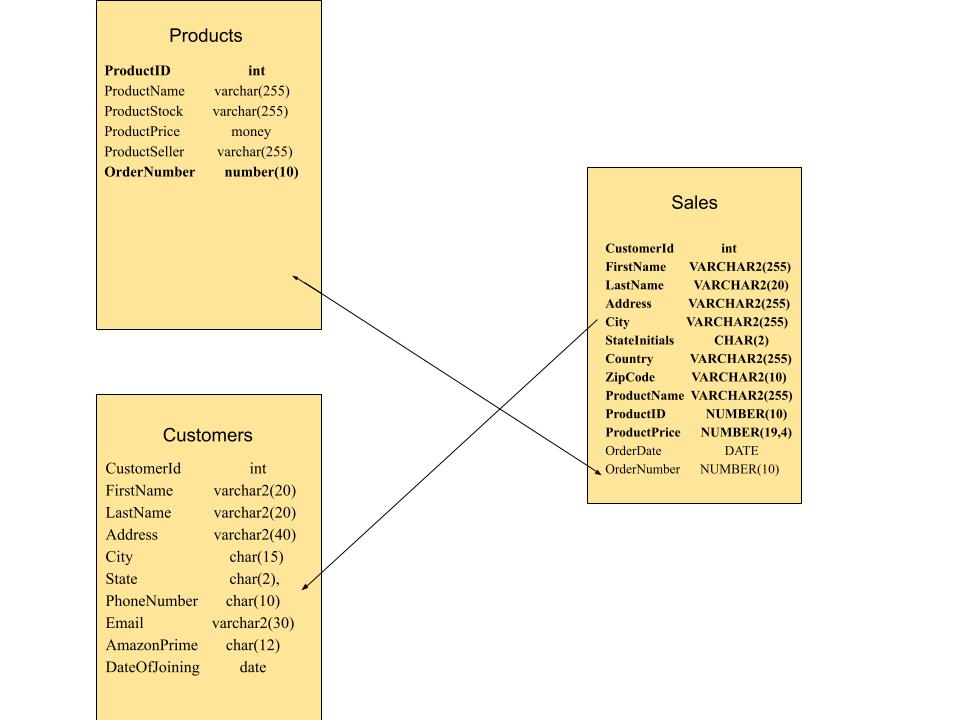 Products
ProductID int
ProductName varchar(255)
ProductStock varchar(255)
ProductPrice money
ProductSeller varchar(255)
OrderNumber number(10)
Sales
CustomerId int
FirstName VARCHAR2(255)
LastName VARCHAR2(20)
Address VARCHAR2(255)
City VARCHAR2(255)
StateInitials CHAR(2)
Country VARCHAR2(255)
ZipCode VARCHAR2(10)
ProductName VARCHAR2(255)
ProductID NUMBER(10)
ProductPrice NUMBER(19,4)
OrderDate DATE
OrderNumber NUMBER(10)
Customers
CustomerId int
FirstName varchar2(20)
LastName varchar2(20)
Address varchar2(40)
City char(15)
State char(2),
PhoneNumber char(10)
Email varchar2(30)
AmazonPrime char(12)
DateOfJoining date